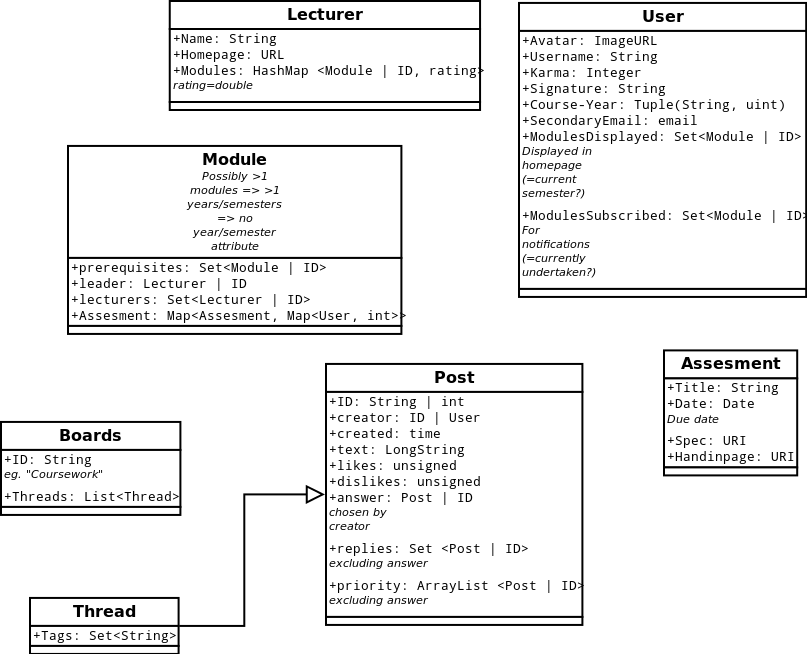 Lecturer
+Name: String
+Homepage: URL
+Modules: HashMap <Module | ID, rating>
rating=double
User
+Avatar: ImageURL
+Username: String
+Karma: Integer
+Signature: String
+Course-Year: Tuple(String, uint)
+SecondaryEmail: email
+ModulesDisplayed: Set<Module | ID>
Displayed in
homepage
(=current
semester?)
+ModulesSubscribed: Set<Module | ID>
For
notifications
(=currently
undertaken?)
Module
Possibly >1
modules => >1
years/semesters
=> no
year/semester
attribute
+prerequisites: Set<Module | ID>
+leader: Lecturer | ID
+lecturers: Set<Lecturer | ID>
+Assesment: Map<Assesment, Map<User, int>>
Assesment
+Title: String
+Date: Date
Due date
+Spec: URI
+Handinpage: URI
Post
+ID: String | int
+creator: ID | User
+created: time
+text: LongString
+likes: unsigned
+dislikes: unsigned
+answer: Post | ID
chosen by
creator
+replies: Set <Post | ID>
excluding answer
+priority: ArrayList <Post | ID>
excluding answer
Boards
+ID: String
eg. "Coursework"
+Threads: List<Thread>
Thread
+Tags: Set<String>